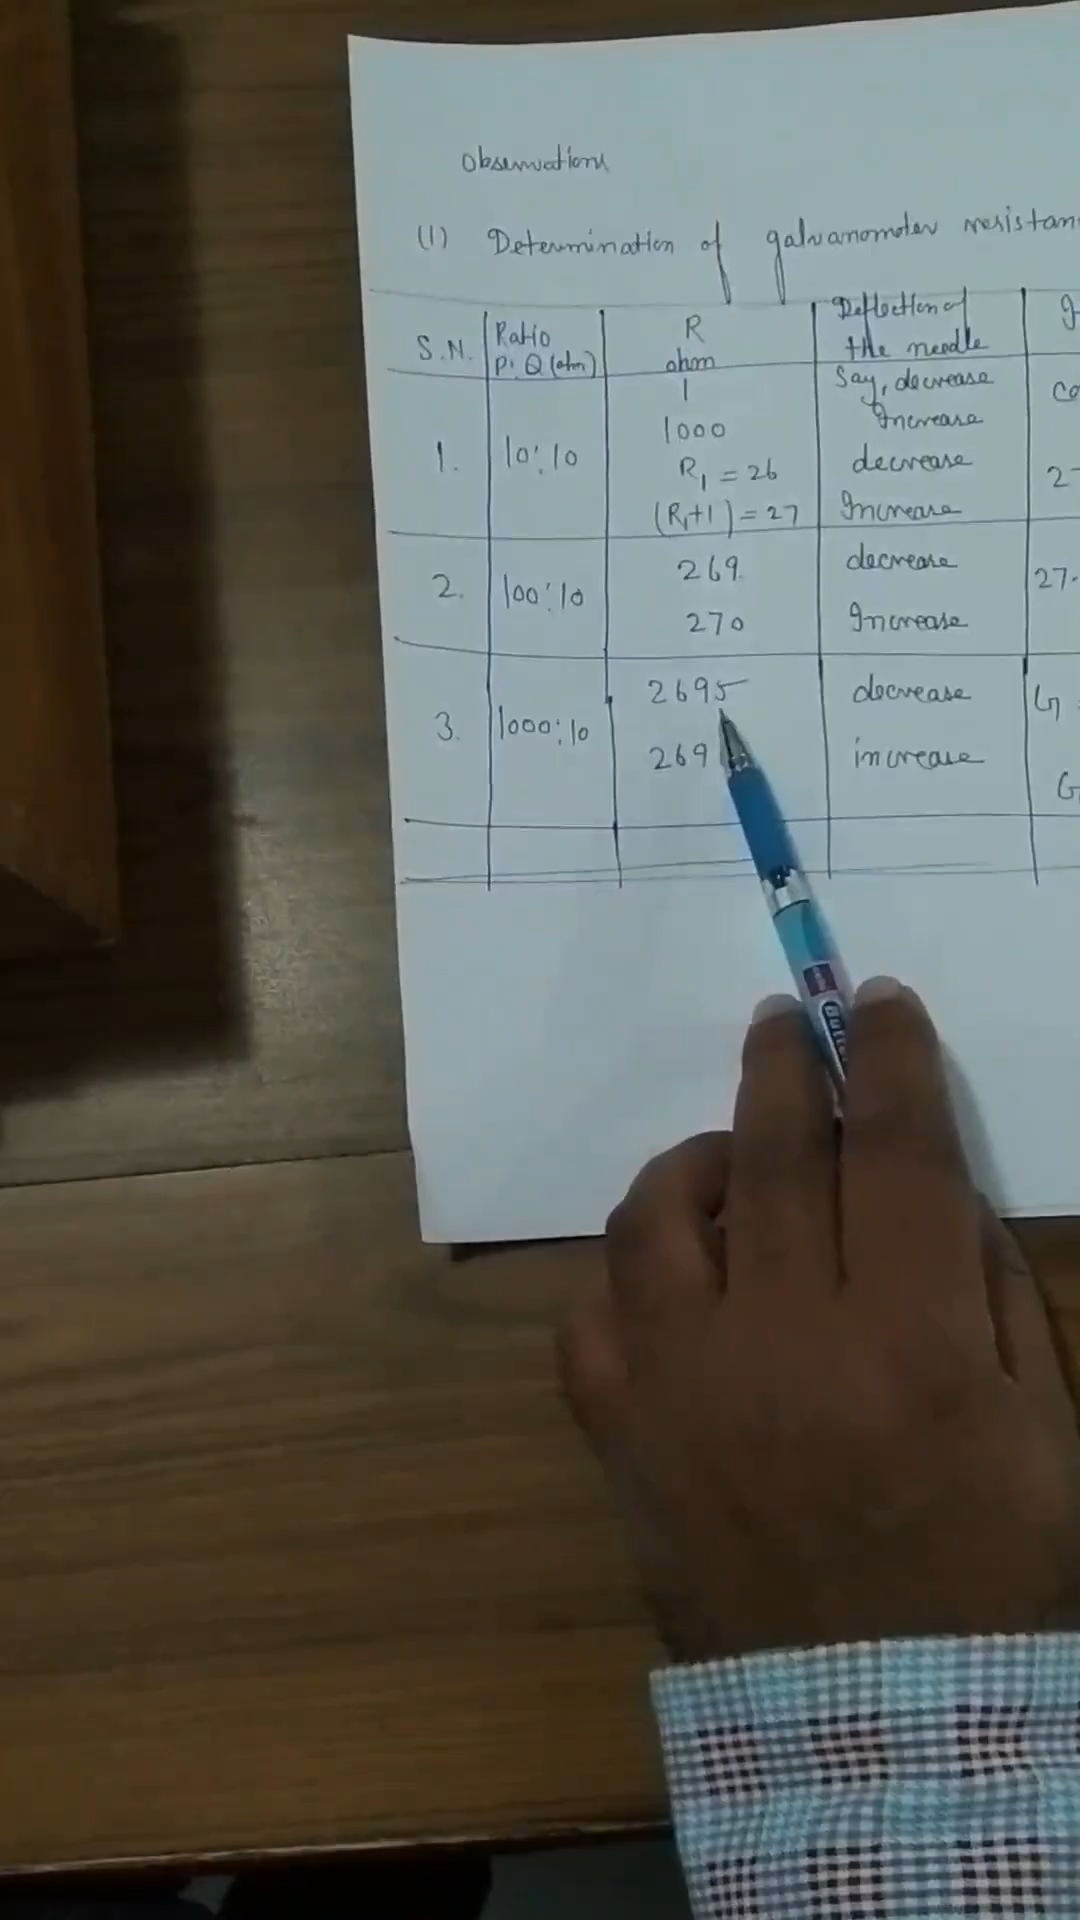 Observations
(1) Determination of galvanometer resistan
S.N. Ratio P:Q (ohm) R ohm Deflection of the needle
1. 10:10 1 Say, decrease
1000 Increase
R1 = 26 decrease
(R1+1) = 27 Increase
2. 100:10 269 decrease 27.
270 Increase
3. 1000:10 2695 decrease G
269 increase G